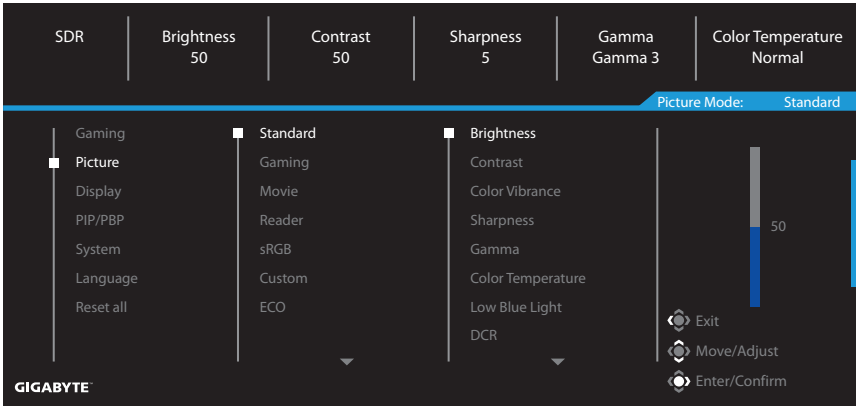 SDR
Brightness
50
Contrast
50
Sharpness
5
Gamma
Gamma 3
Color Temperature
Normal
Picture Mode: Standard
Gaming
Picture
Display
PIP/PBP
System
Language
Reset all
Standard
Gaming
Movie
Reader
sRGB
Custom
ECO
Brightness
Contrast
Color Vibrance
Sharpness
Gamma
Color Temperature
Low Blue Light
DCR
50
Exit
Move/Adjust
Enter/Confirm
GIGABYTE™